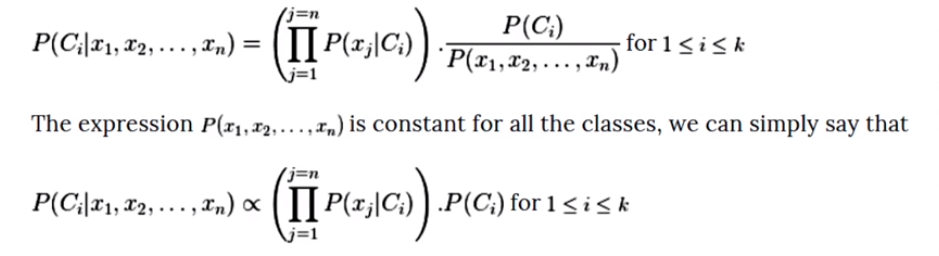 P(C_i|x_1, x_2, . . . , x_n) = (∏_{j=1}^{j=n} P(x_j|C_i)) . P(C_i) / P(x_1, x_2, . . . , x_n) for 1 ≤ i ≤ k
The expression P(x_1, x_2, . . . , x_n) is constant for all the classes, we can simply say that
P(C_i|x_1, x_2, . . . , x_n) ∝ (∏_{j=1}^{j=n} P(x_j|C_i)) .P(C_i) for 1 ≤ i ≤ k